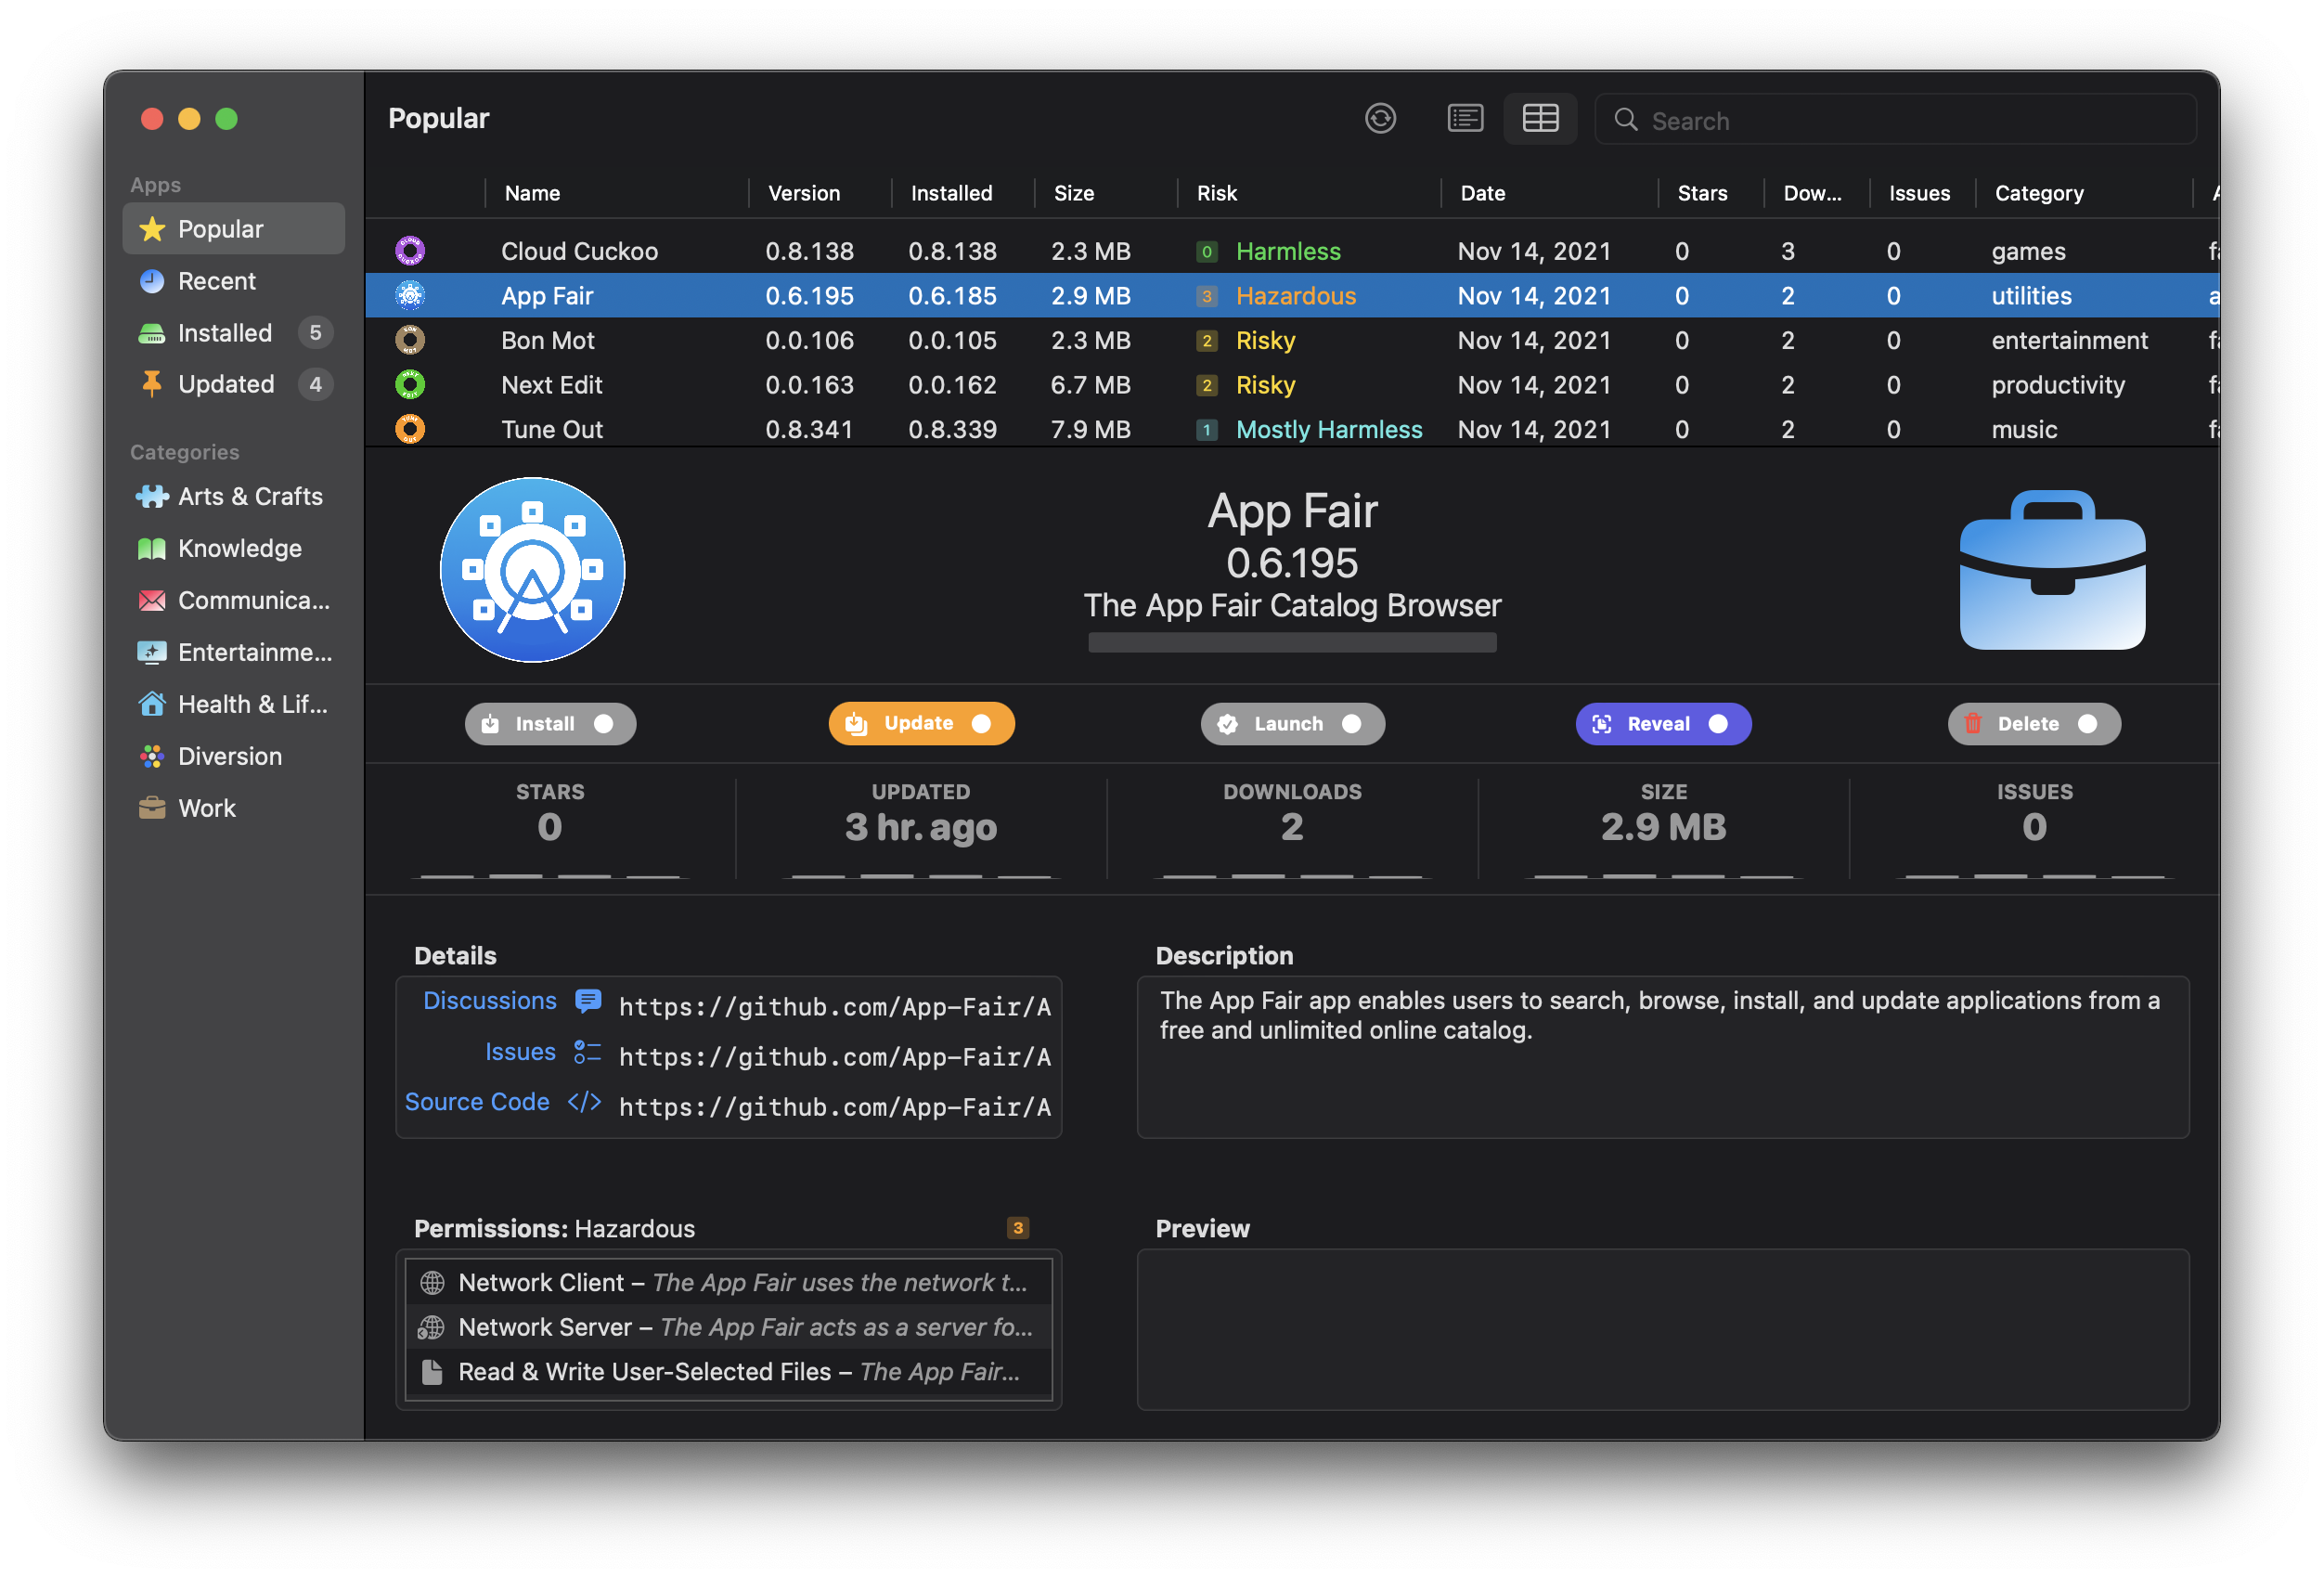 Popular
Search
Apps
Popular
Recent
Installed 5
Updated 4
Categories
Arts & Crafts
Knowledge
Communica...
Entertainme...
Health & Lif...
Diversion
Work
Name Version Installed Size Risk Date Stars Dow... Issues Category
Cloud Cuckoo 0.8.138 0.8.138 2.3 MB 0 Harmless Nov 14, 2021 0 3 0 games
App Fair 0.6.195 0.6.185 2.9 MB 3 Hazardous Nov 14, 2021 0 2 0 utilities
Bon Mot 0.0.106 0.0.105 2.3 MB 2 Risky Nov 14, 2021 0 2 0 entertainment
Next Edit 0.0.163 0.0.162 6.7 MB 2 Risky Nov 14, 2021 0 2 0 productivity
Tune Out 0.8.341 0.8.339 7.9 MB 1 Mostly Harmless Nov 14, 2021 0 2 0 music
App Fair
0.6.195
The App Fair Catalog Browser
Install Update Launch Reveal Delete
STARS UPDATED DOWNLOADS SIZE ISSUES
0 3 hr. ago 2 2.9 MB 0
Details
Discussions https://github.com/App-Fair/A
Issues https://github.com/App-Fair/A
Source Code </> https://github.com/App-Fair/A
Description
The App Fair app enables users to search, browse, install, and update applications from a
free and unlimited online catalog.
Permissions: Hazardous 3
Network Client – The App Fair uses the network t...
Network Server – The App Fair acts as a server fo...
Read & Write User-Selected Files – The App Fair...
Preview